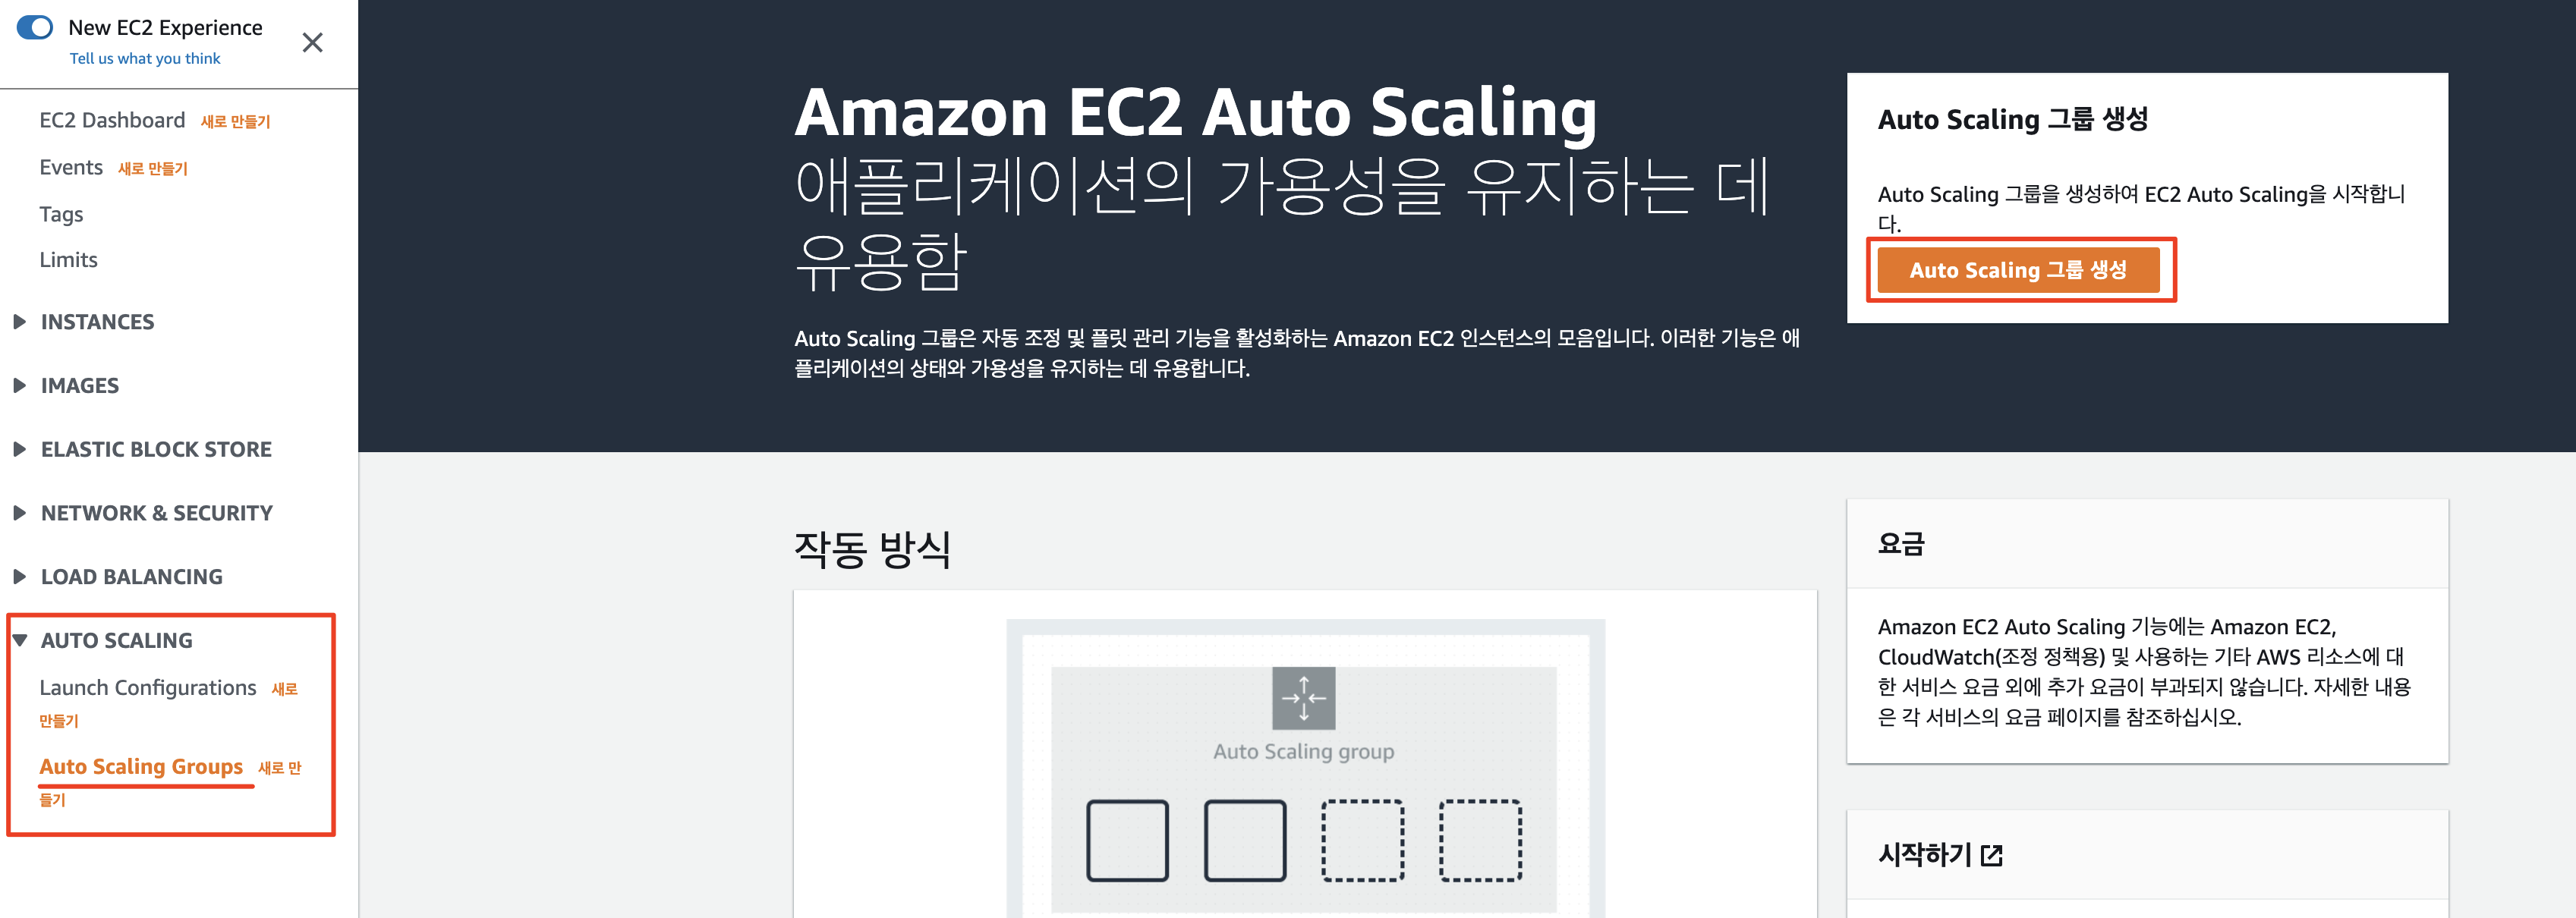 New EC2 Experience
Tell us what you think
EC2 Dashboard 새로 만들기
Events 새로 만들기
Tags
Limits
INSTANCES
IMAGES
ELASTIC BLOCK STORE
NETWORK & SECURITY
LOAD BALANCING
AUTO SCALING
Launch Configurations 새로
만들기
Auto Scaling Groups 새로 만
들기
Amazon EC2 Auto Scaling
애플리케이션의 가용성을 유지하는 데
유용함
Auto Scaling 그룹은 자동 조정 및 플릿 관리 기능을 활성화하는 Amazon EC2 인스턴스의 모음입니다. 이러한 기능은 애
플리케이션의 상태와 가용성을 유지하는 데 유용합니다.
Auto Scaling 그룹 생성
Auto Scaling 그룹을 생성하여 EC2 Auto Scaling을 시작합니
다.
Auto Scaling 그룹 생성
작동 방식
Auto Scaling group
요금
Amazon EC2 Auto Scaling 기능에는 Amazon EC2,
CloudWatch(조정 정책용) 및 사용하는 기타 AWS 리소스에 대
한 서비스 요금 외에 추가 요금이 부과되지 않습니다. 자세한 내용
은 각 서비스의 요금 페이지를 참조하십시오.
시작하기